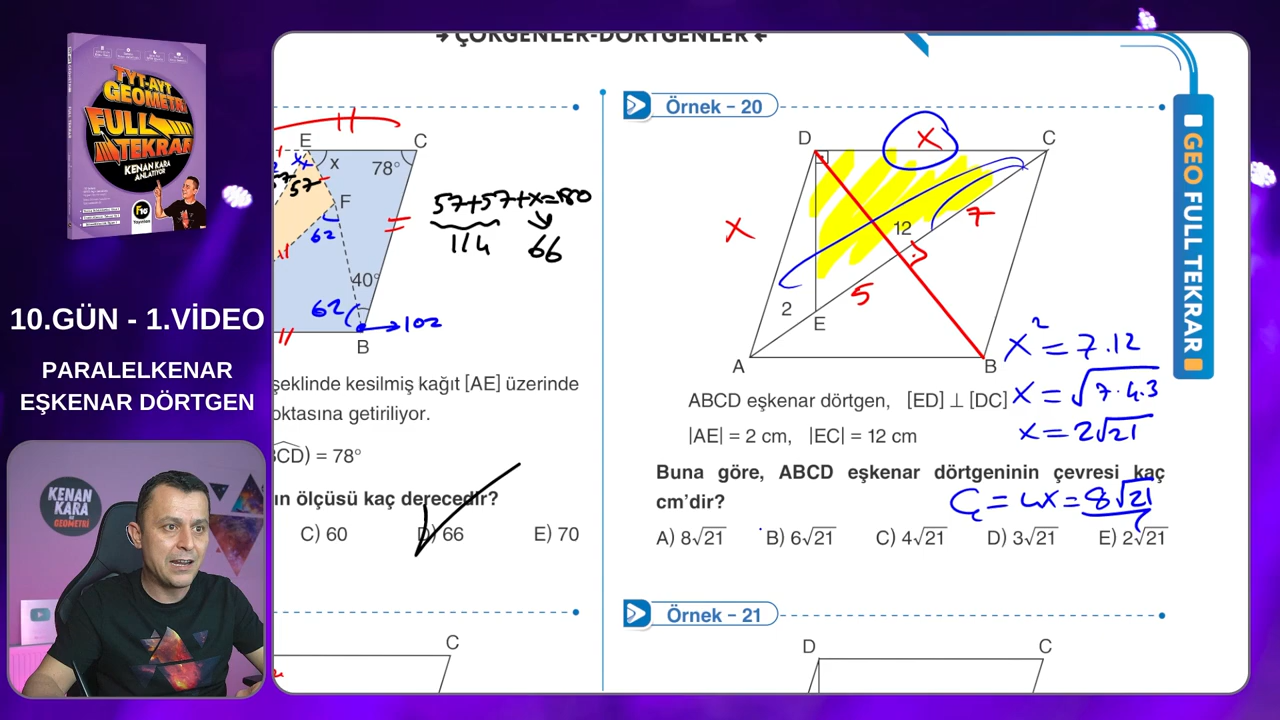 TYT-AYT
GEOMETRİ
FULL
TEKRAR
KENAN KARA
ANLATIYOR
10.GÜN - 1.VİDEO
PARALELKENAR
EŞKENAR DÖRTGEN
KENAN
KARA
GEOMETRİ
ÇOKGENLER-DÖRTGENLER
E
C
x
78°
57
F
62
40°
62
102
B
57+57+x=180
114
66
şeklinde kesilmiş kağıt [AE] üzerinde
oktasına getiriliyor.
BCD) = 78°
ın ölçüsü kaç derecedir?
C) 60
D) 66
E) 70
C
Örnek – 20
D
x
C
x
12
7
5
2
E
A
B
x² = 7.12
x = √7.4.3
x = 2√21
ABCD eşkenar dörtgen, [ED] ⊥ [DC]
|AE| = 2 cm, |EC| = 12 cm
Buna göre, ABCD eşkenar dörtgeninin çevresi kaç
cm’dir?
Ç = 4x = 8√21
A) 8√21 B) 6√21 C) 4√21 D) 3√21 E) 2√21
Örnek – 21
D
C
GEO FULL TEKRAR